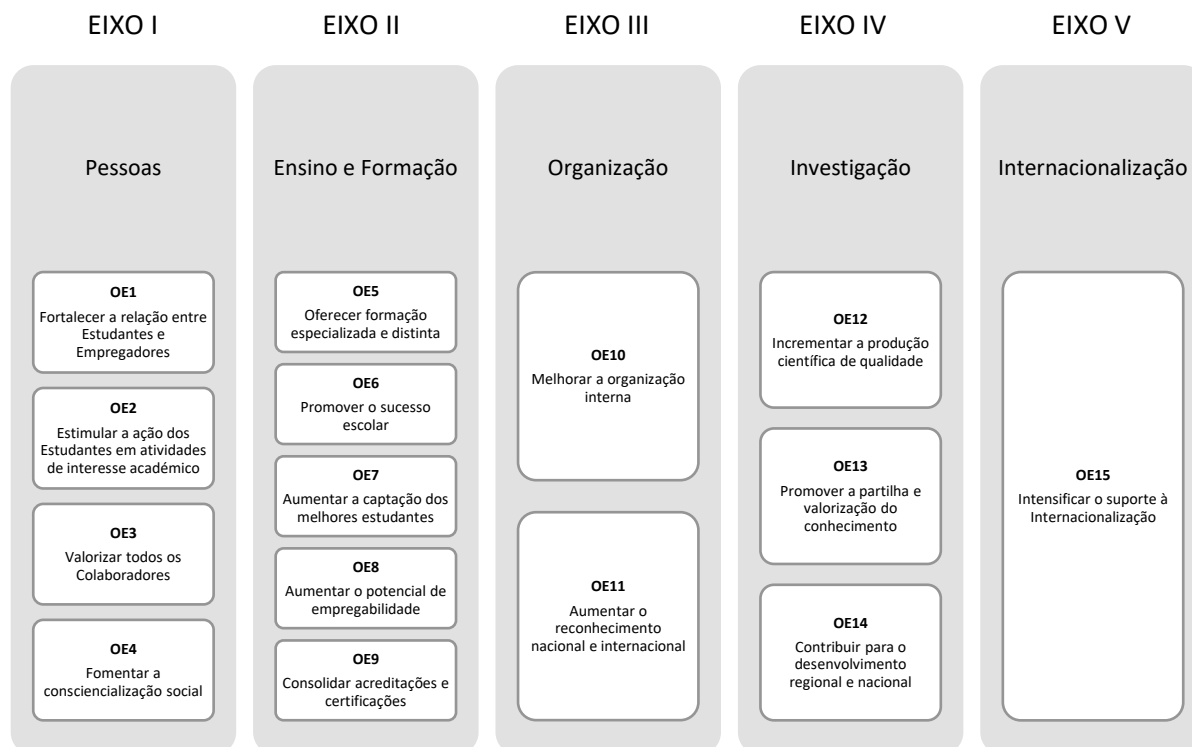 EIXO I
EIXO II
EIXO III
EIXO IV
EIXO V
Pessoas
Ensino e Formação
Organização
Investigação
Internacionalização
OE1
Fortalecer a relação entre
Estudantes e
Empregadores
OE2
Estimular a ação dos
Estudantes em atividades
de interesse académico
OE3
Valorizar todos os
Colaboradores
OE4
Fomentar a
consciencialização social
OE5
Oferecer formação
especializada e distinta
OE6
Promover o sucesso
escolar
OE7
Aumentar a captação dos
melhores estudantes
OE8
Aumentar o potencial de
empregabilidade
OE9
Consolidar acreditações e
certificações
OE10
Melhorar a organização
interna
OE11
Aumentar o
reconhecimento
nacional e internacional
OE12
Incrementar a produção
científica de qualidade
OE13
Promover a partilha e
valorização do
conhecimento
OE14
Contribuir para o
desenvolvimento
regional e nacional
OE15
Intensificar o suporte à
Internacionalização